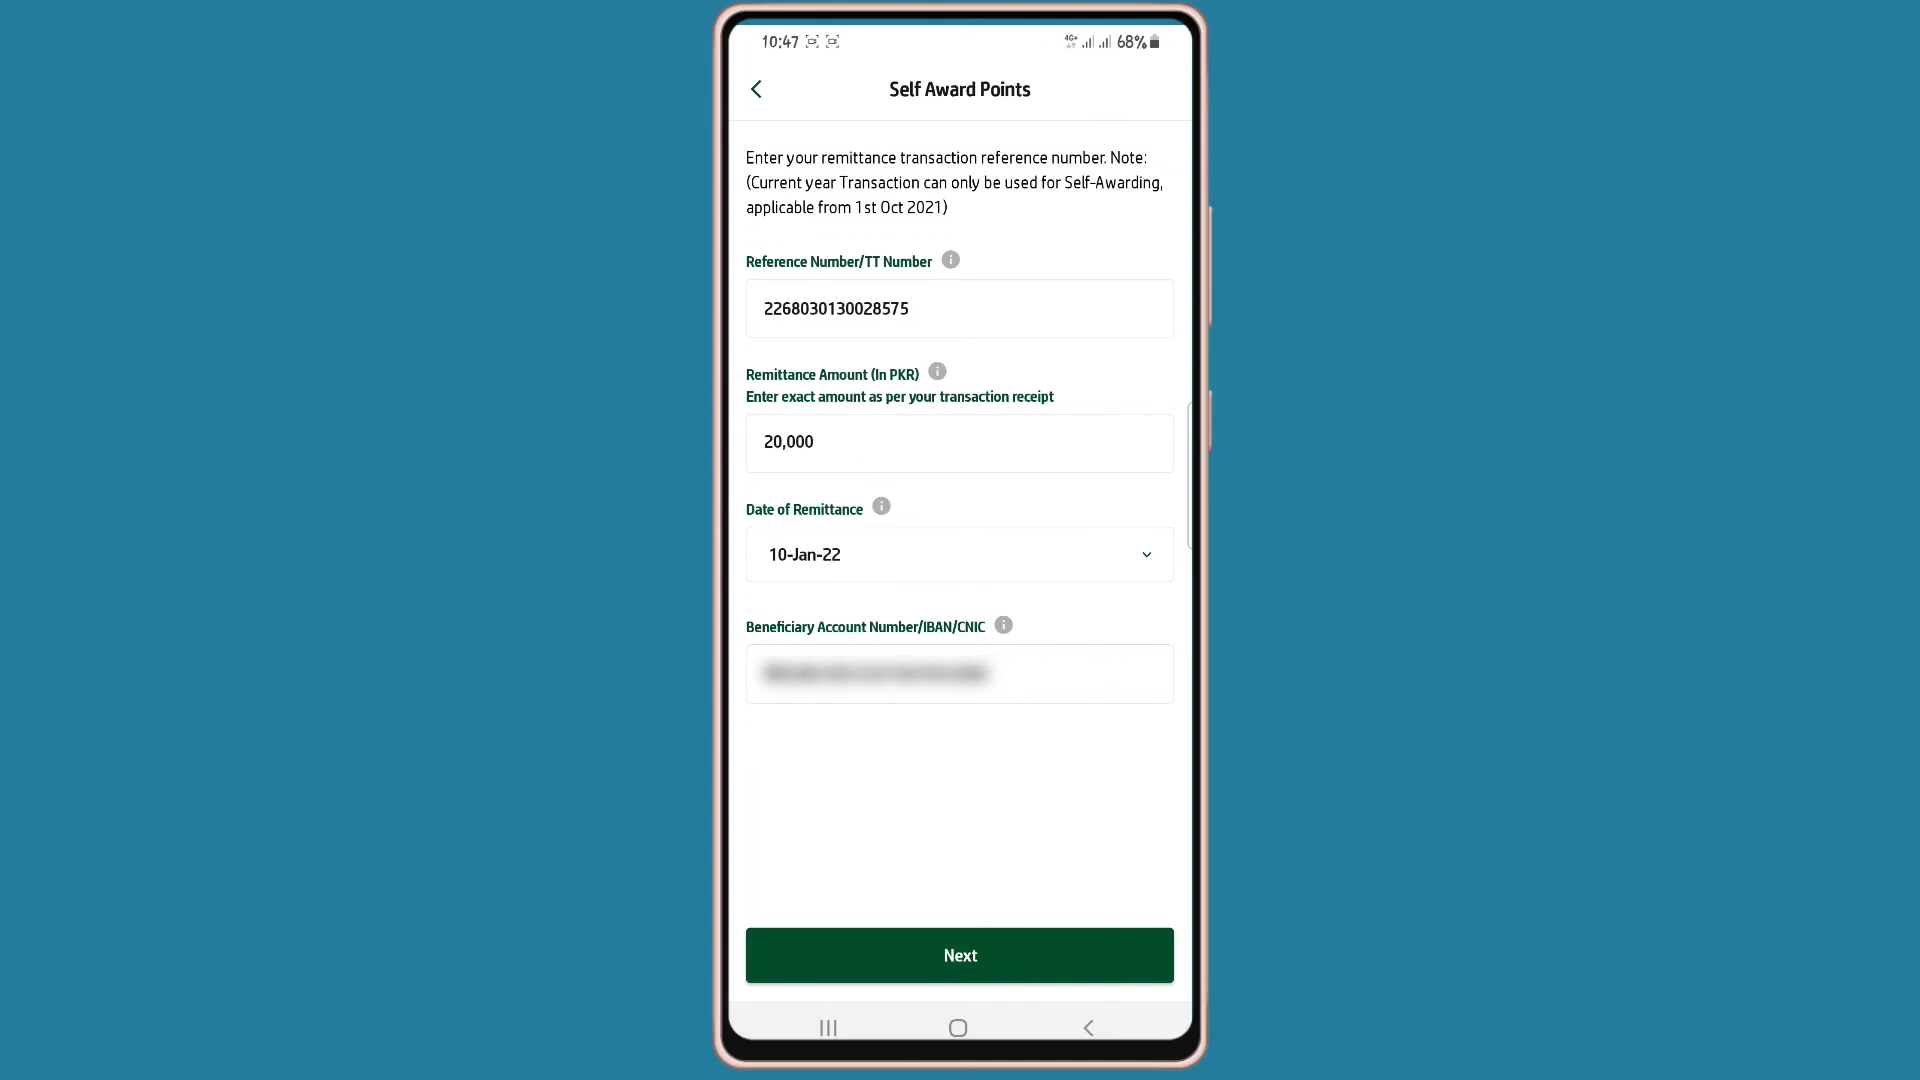 10:47 4G+ 68%
Self Award Points
Enter your remittance transaction reference number. Note:
(Current year Transaction can only be used for Self-Awarding,
applicable from 1st Oct 2021)
Reference Number/TT Number
2268030130028575
Remittance Amount (In PKR)
Enter exact amount as per your transaction receipt
20,000
Date of Remittance
10-Jan-22
Beneficiary Account Number/IBAN/CNIC
Next